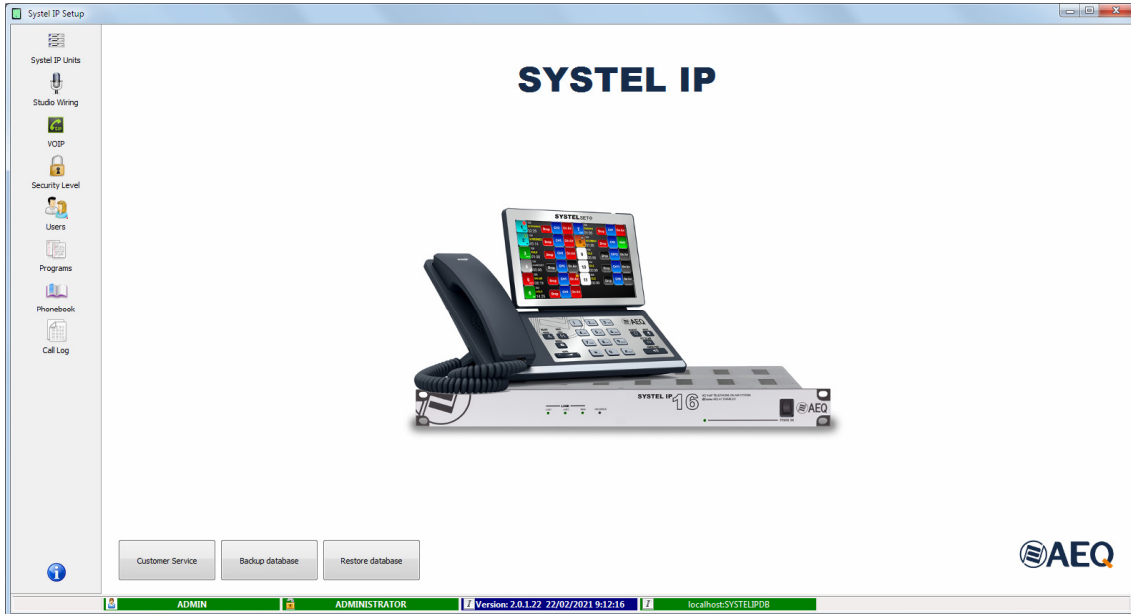 Systel IP Setup
Systel IP Units
Studio Wiring
VOIP
Security Level
Users
Programs
Phonebook
Call Log
SYSTEL IP
SYSTELSET+
AEQ
SYSTEL IP 16
AEQ
Customer Service
Backup database
Restore database
AEQ
ADMIN
ADMINISTRATOR
Version: 2.0.1.22 22/02/2021 9:12:16
localhost:SYSTELIPDB